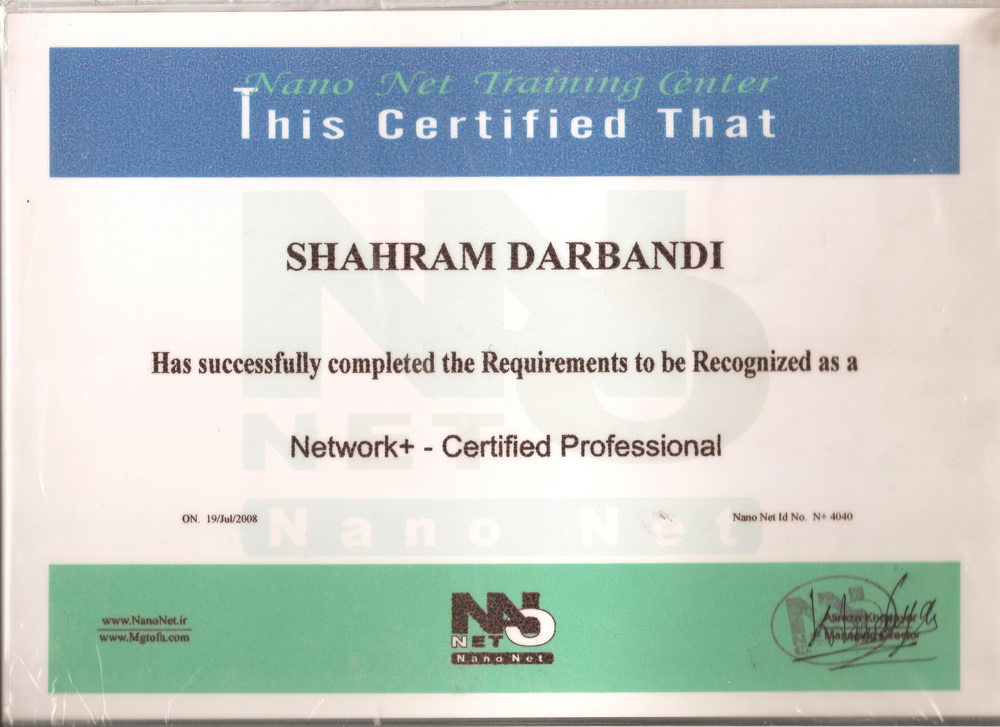 Nano Net Training Center
This Certified That
SHAHRAM DARBANDI
Has successfully completed the Requirements to be Recognized as a
Network+ - Certified Professional
ON. 19/Jul/2008
Nano Net Id No. N+ 4040
Nano Net
www.NanoNet.ir
www.Mgtofa.com
NET
Nano Net
Alireza
Managing Director